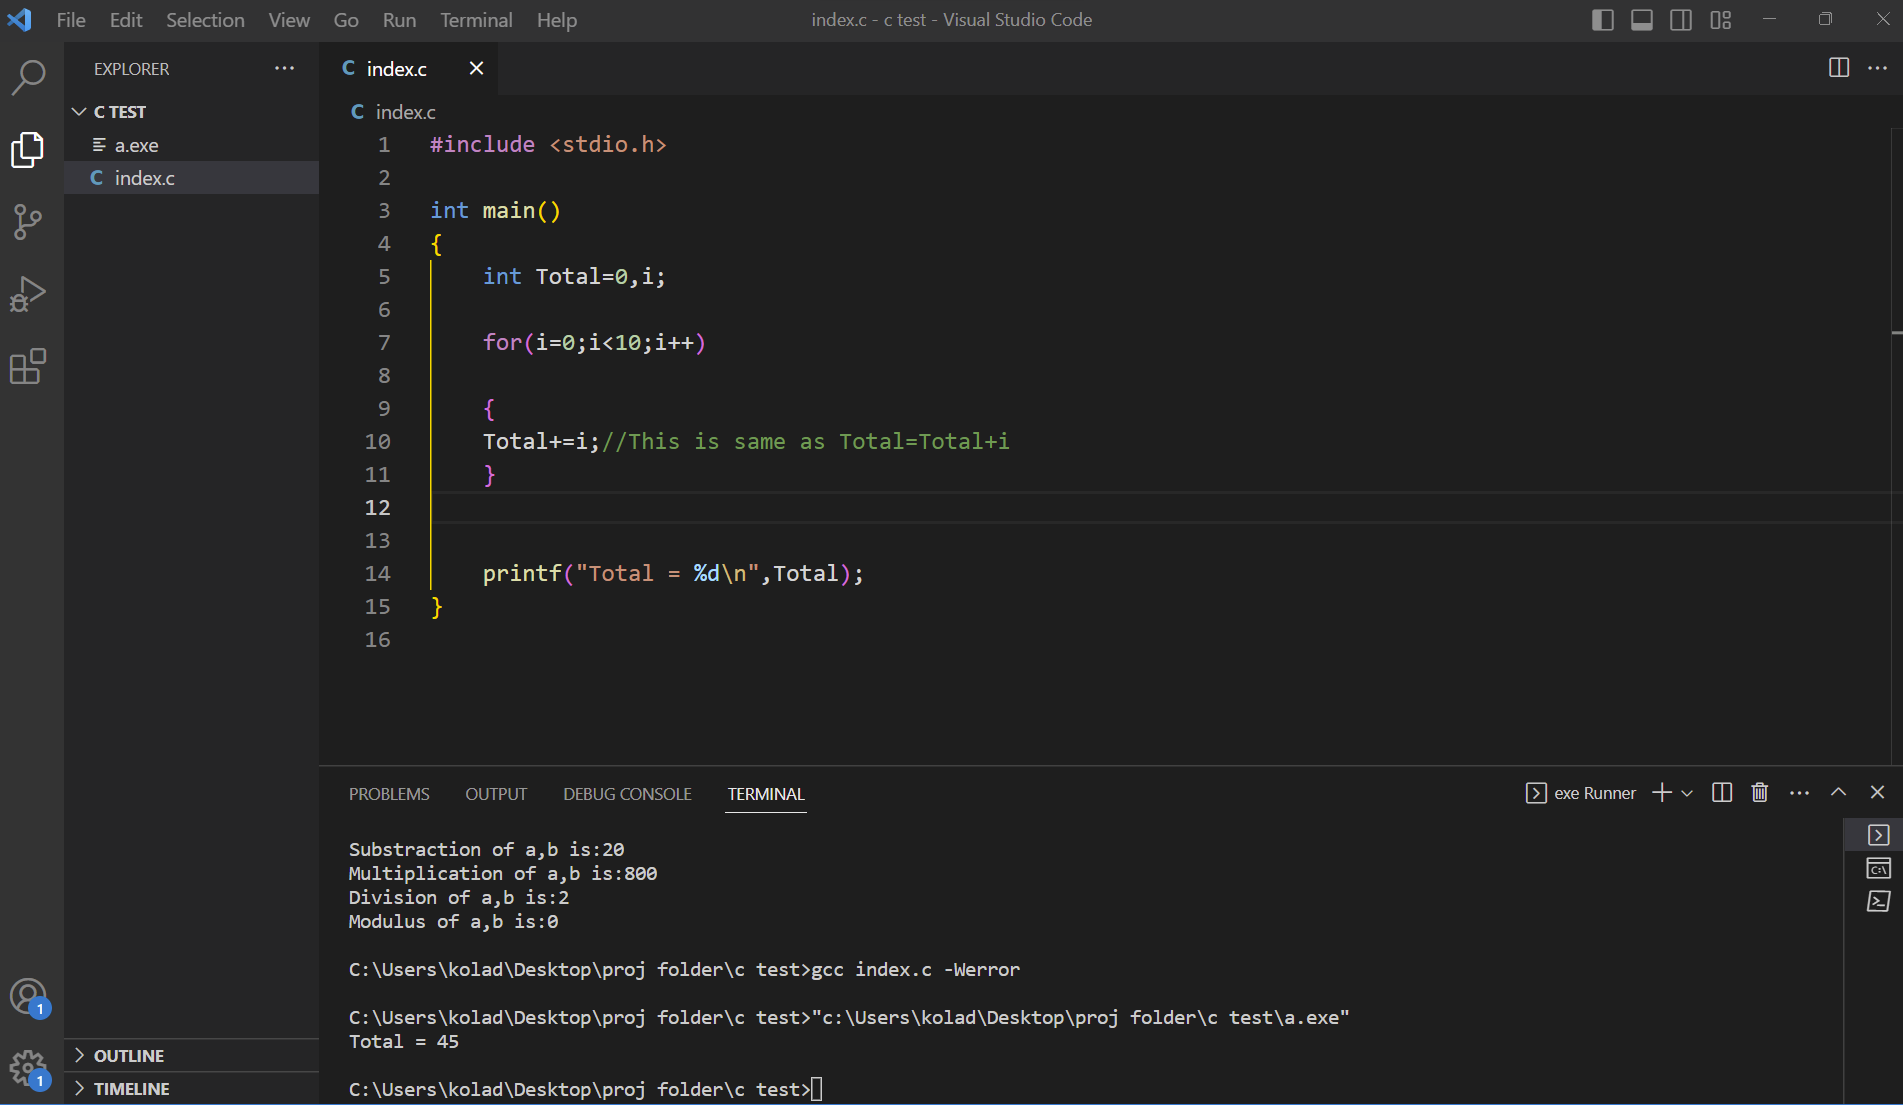 File Edit Selection View Go Run Terminal Help
index.c - c test - Visual Studio Code
EXPLORER
C TEST
a.exe
C index.c
C index.c
C index.c
1 #include <stdio.h>
2
3 int main()
4 {
5 int Total=0,i;
6
7 for(i=0;i<10;i++)
8
9 {
10 Total+=i;//This is same as Total=Total+i
11 }
12
13
14 printf("Total = %d\n",Total);
15 }
16
PROBLEMS OUTPUT DEBUG CONSOLE TERMINAL
exe Runner
Substraction of a,b is:20
Multiplication of a,b is:800
Division of a,b is:2
Modulus of a,b is:0
C:\Users\kolad\Desktop\proj folder\c test>gcc index.c -Werror
C:\Users\kolad\Desktop\proj folder\c test>"c:\Users\kolad\Desktop\proj folder\c test\a.exe"
Total = 45
C:\Users\kolad\Desktop\proj folder\c test>
C:\
1
1
OUTLINE
TIMELINE